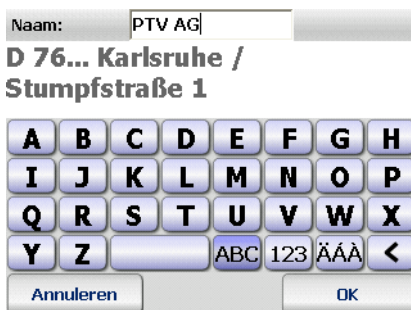 Naam: PTV AG
D 76... Karlsruhe /
Stumpfstraße 1
A B C D E F G H
I J K L M N O P
Q R S T U V W X
Y Z ABC 123 ÄÁÀ <
Annuleren OK